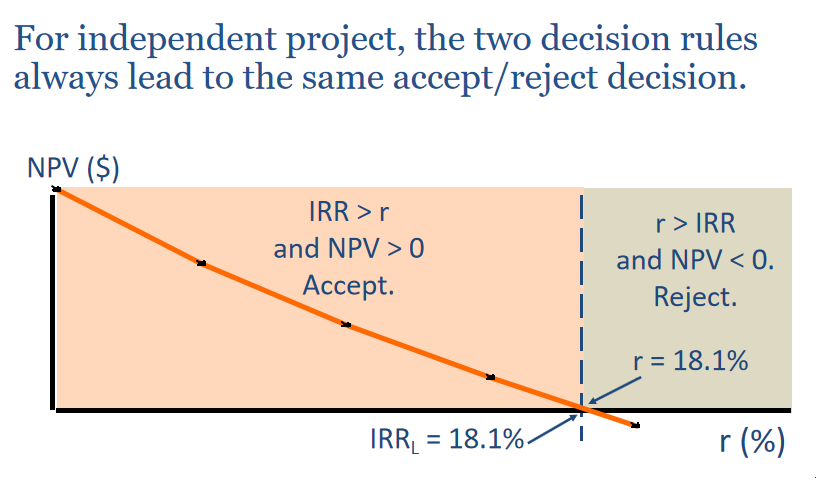 For independent project, the two decision rules
always lead to the same accept/reject decision.
NPV ($)
IRR > r
and NPV > 0
Accept.
r > IRR
and NPV < 0.
Reject.
r = 18.1%
IRR_L = 18.1%
r (%)